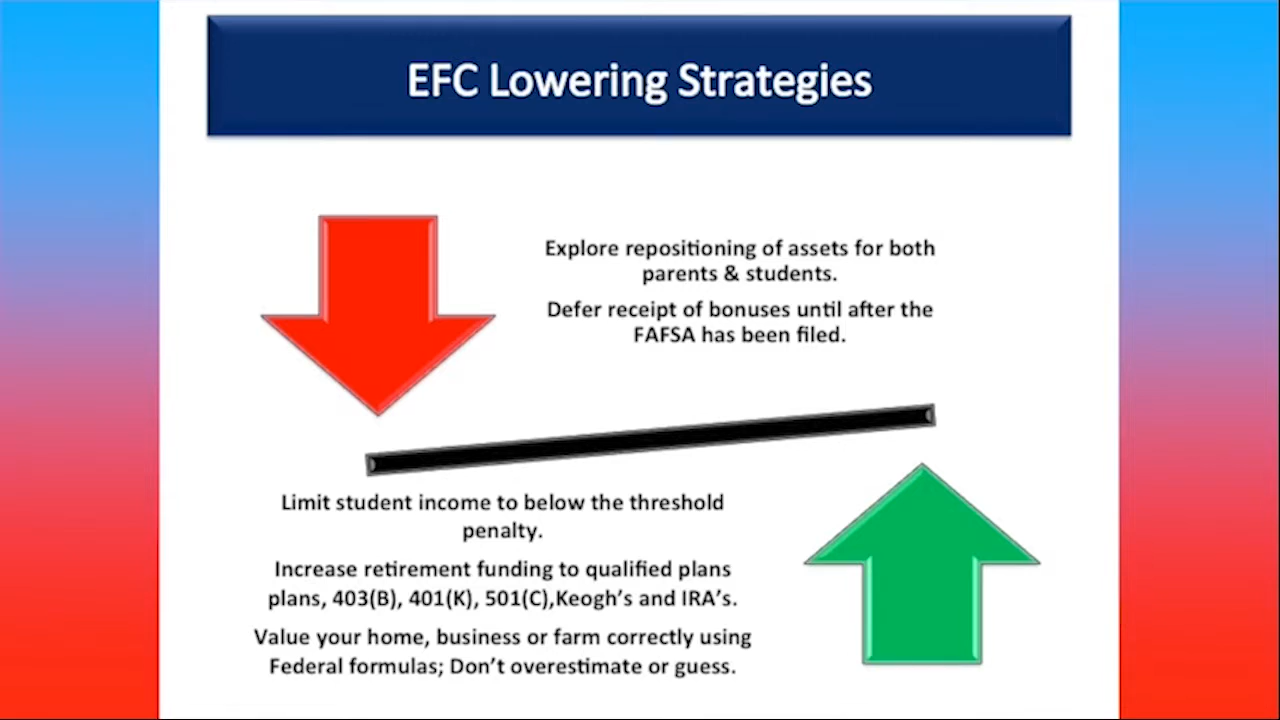 EFC Lowering Strategies
Explore repositioning of assets for both
parents & students.
Defer receipt of bonuses until after the
FAFSA has been filed.
Limit student income to below the threshold
penalty.
Increase retirement funding to qualified plans
plans, 403(B), 401(K), 501(C),Keogh’s and IRA’s.
Value your home, business or farm correctly using
Federal formulas; Don’t overestimate or guess.